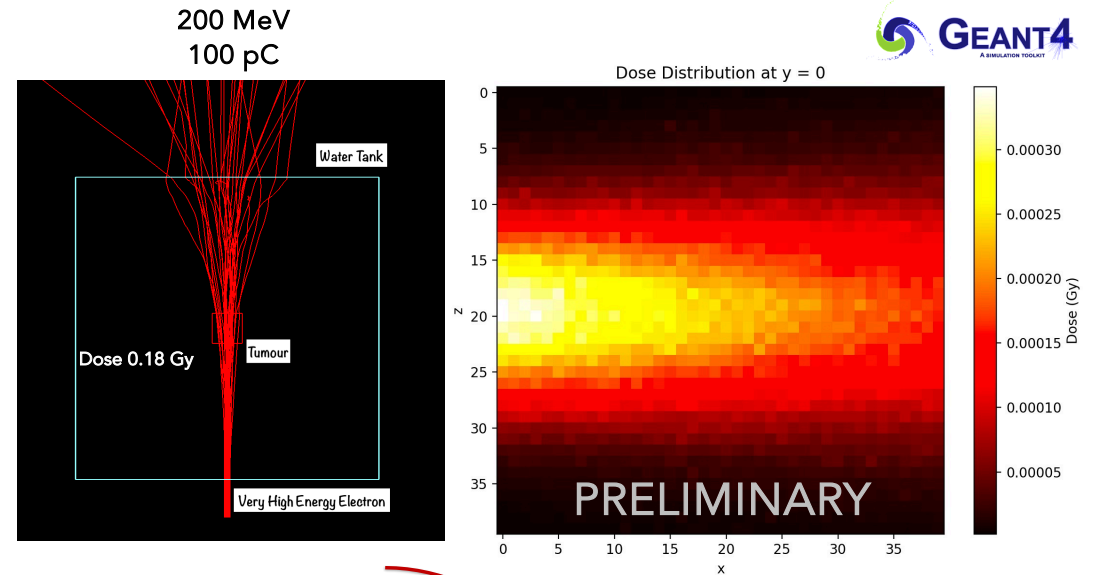 200 MeV
100 pC
GEANT4
A SIMULATION TOOLKIT
Water Tank
Dose 0.18 Gy
Tumour
Very High Energy Electron
Dose Distribution at y = 0
0
5
10
15
20
25
30
35
z
PRELIMINARY
0 5 10 15 20 25 30 35
x
0.00030
0.00025
0.00020
0.00015
0.00010
0.00005
Dose (Gy)